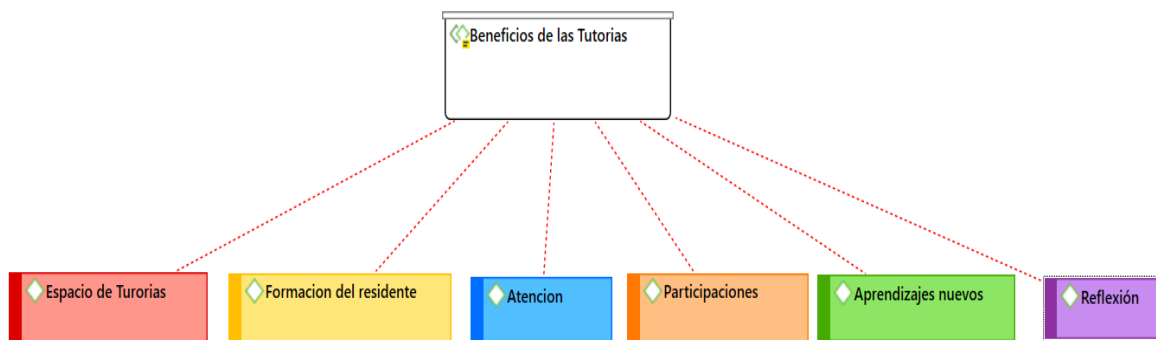 Beneficios de las Tutorias
Espacio de Turorias
Formacion del residente
Atencion
Participaciones
Aprendizajes nuevos
Reflexión